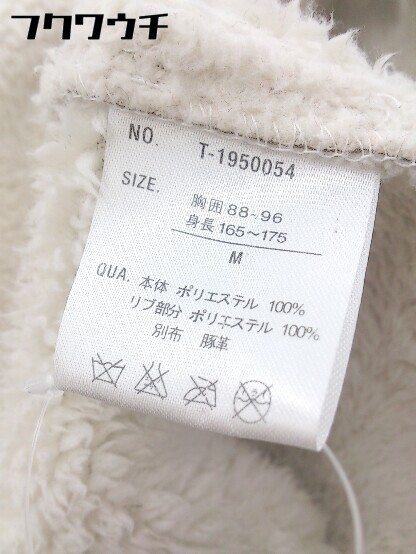 フクワウチ
NO. T-1950054
SIZE.
胸囲 88~96
身長 165~175
M
QUA. 本体 ポリエステル 100%
リブ部分 ポリエステル 100%
別布 豚革